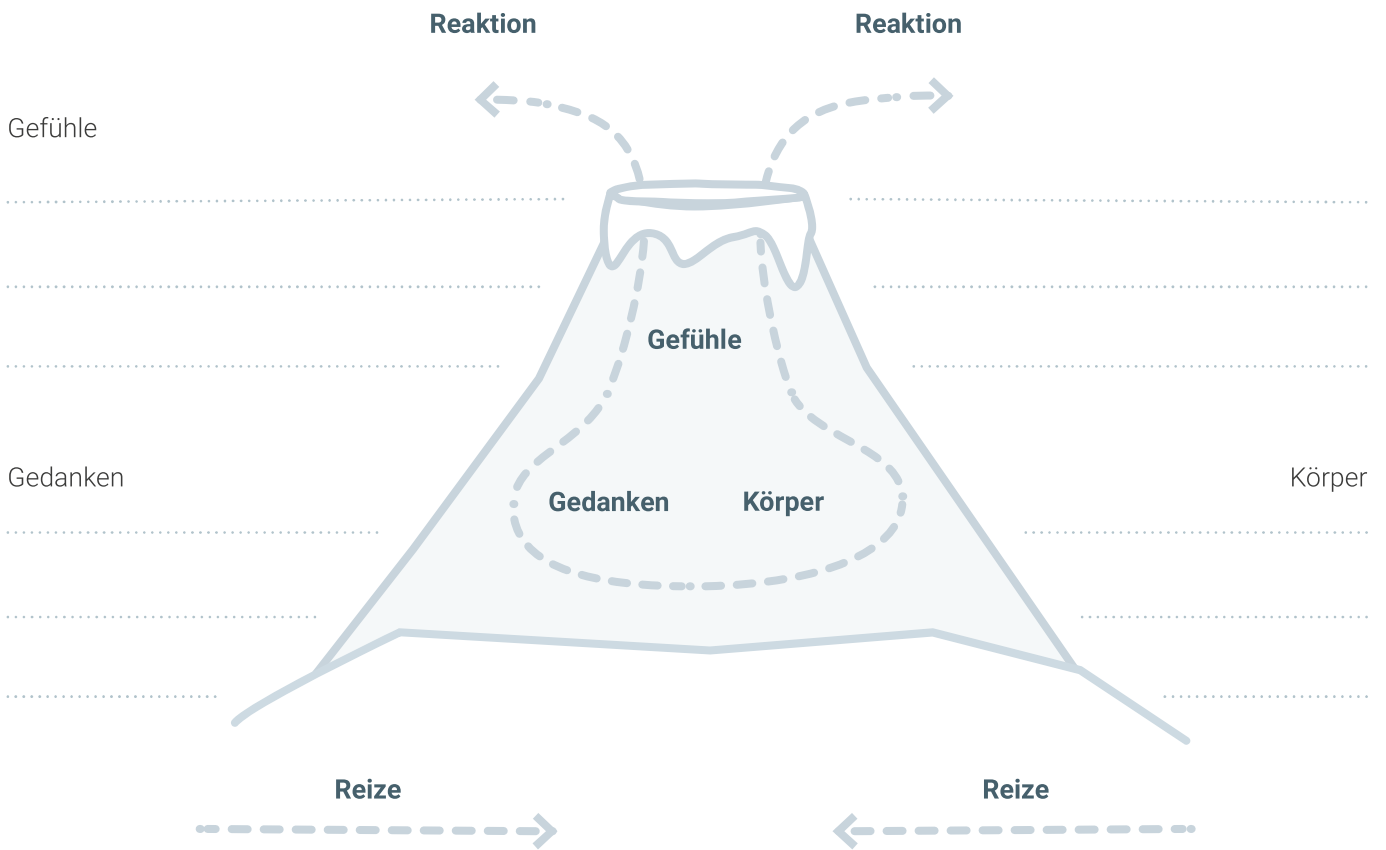 Reaktion
Reaktion
Gefühle
Gefühle
Gedanken
Gedanken
Körper
Körper
Reize
Reize